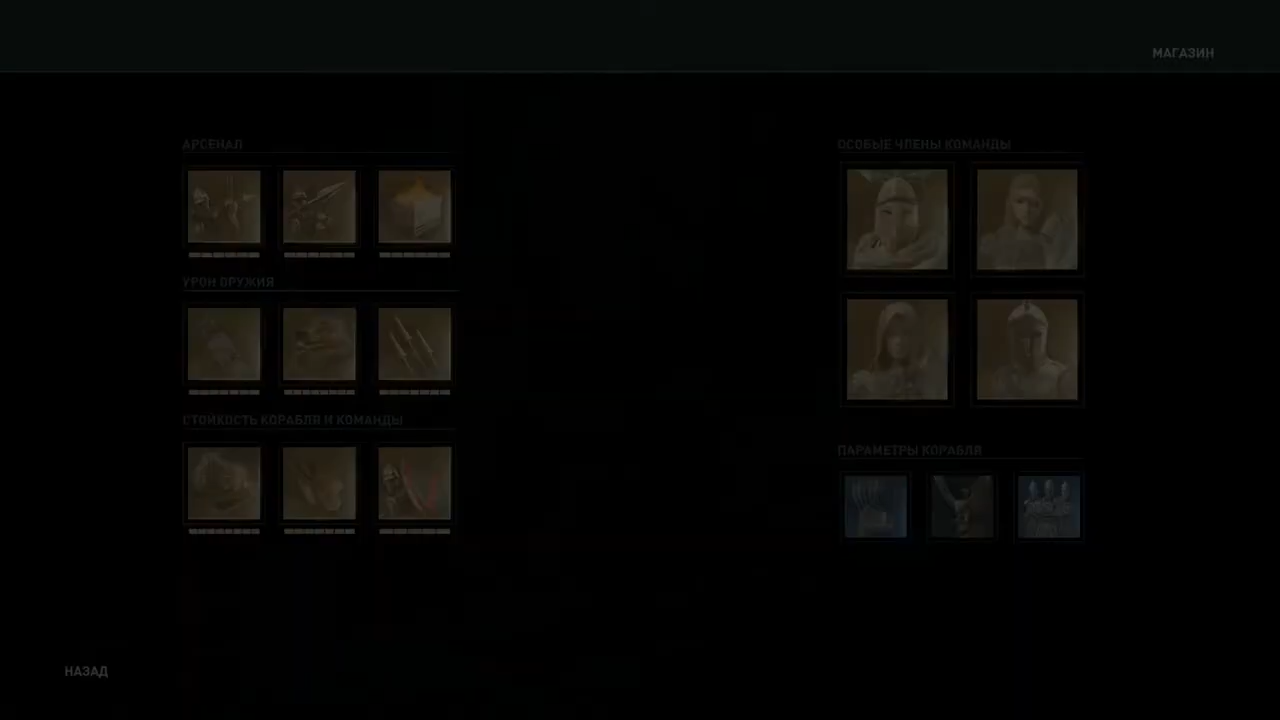 МАГАЗИН
АРСЕНАЛ
ОСОБЫЕ ЧЛЕНЫ КОМАНДЫ
УРОН ОРУЖИЯ
СТОЙКОСТЬ КОРАБЛЯ И КОМАНДЫ
ПАРАМЕТРЫ КОРАБЛЯ
НАЗАД